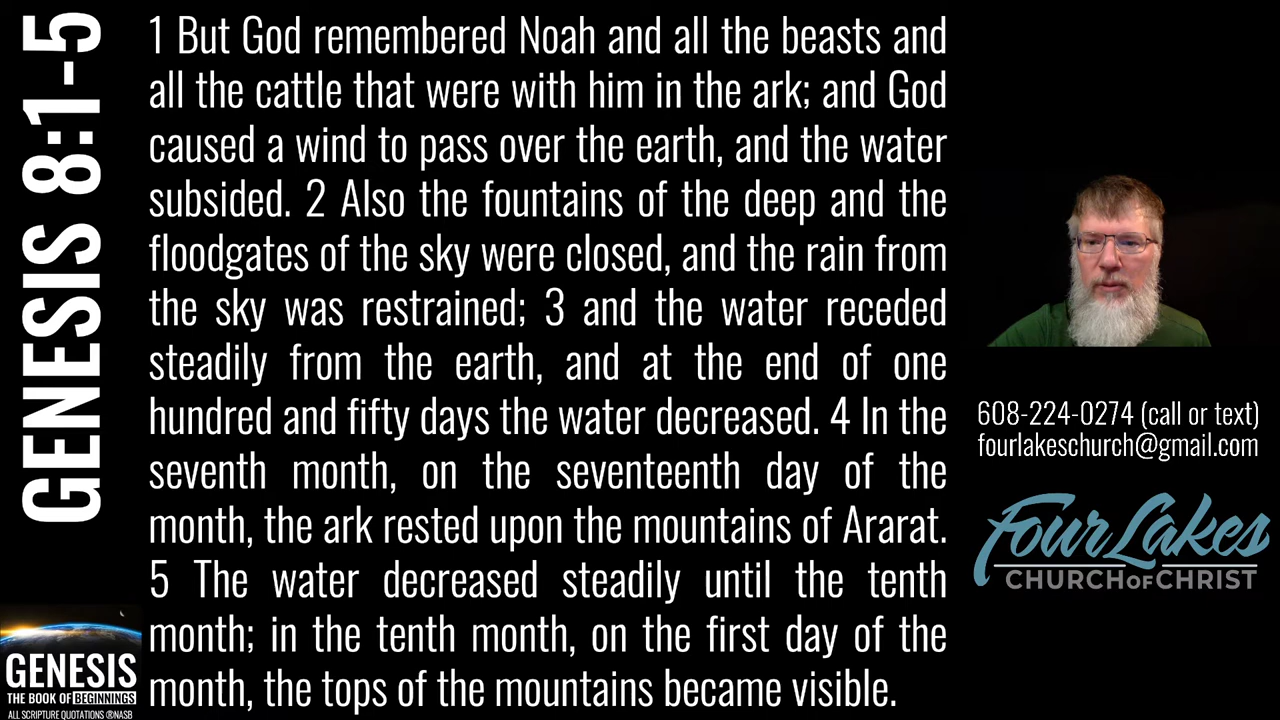 GENESIS 8:1-5
1 But God remembered Noah and all the beasts and
all the cattle that were with him in the ark; and God
caused a wind to pass over the earth, and the water
subsided. 2 Also the fountains of the deep and the
floodgates of the sky were closed, and the rain from
the sky was restrained; 3 and the water receded
steadily from the earth, and at the end of one
hundred and fifty days the water decreased. 4 In the
seventh month, on the seventeenth day of the
month, the ark rested upon the mountains of Ararat.
5 The water decreased steadily until the tenth
month; in the tenth month, on the first day of the
month, the tops of the mountains became visible.
GENESIS
THE BOOK OF BEGINNINGS
ALL SCRIPTURE QUOTATIONS ®NASB
608-224-0274 (call or text)
fourlakeschurch@gmail.com
Four Lakes
CHURCH OF CHRIST